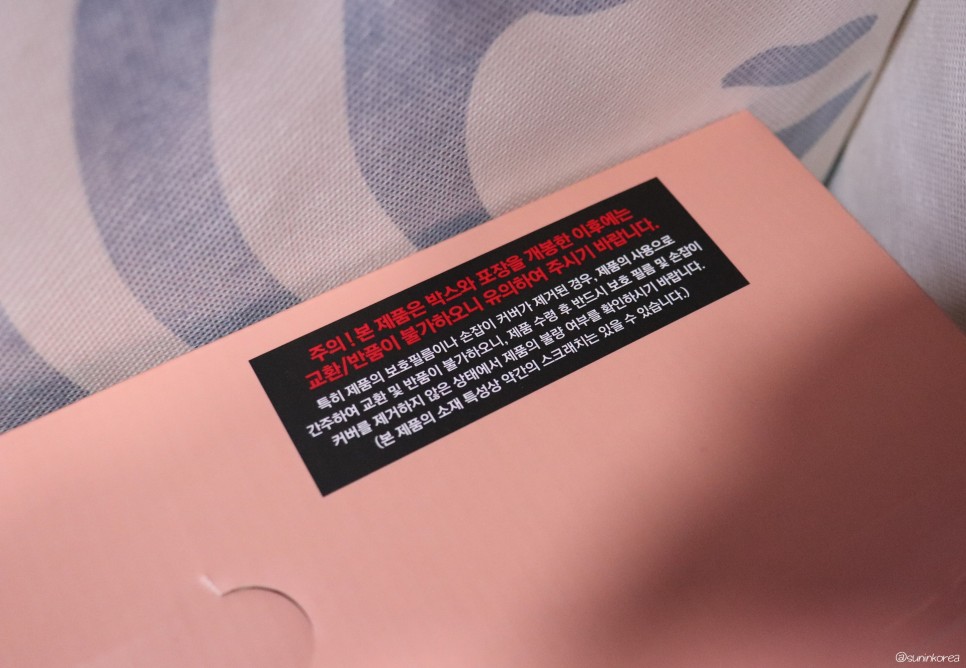 주의! 본 제품은 박스와 포장을 개봉한 이후에는
교환/반품이 불가하오니 유의하여 주시기 바랍니다.
특히 제품의 보호필름이나 손잡이 커버가 제거된 경우, 제품의 사용으로
간주하여 교환 및 반품이 불가하오니, 제품 수령 후 반드시 보호 필름 및 손잡이
커버를 제거하지 않은 상태에서 제품의 불량 여부를 확인하시기 바랍니다.
(본 제품의 소재 특성상 약간의 스크래치는 있을 수 있습니다.)
@suninkorea